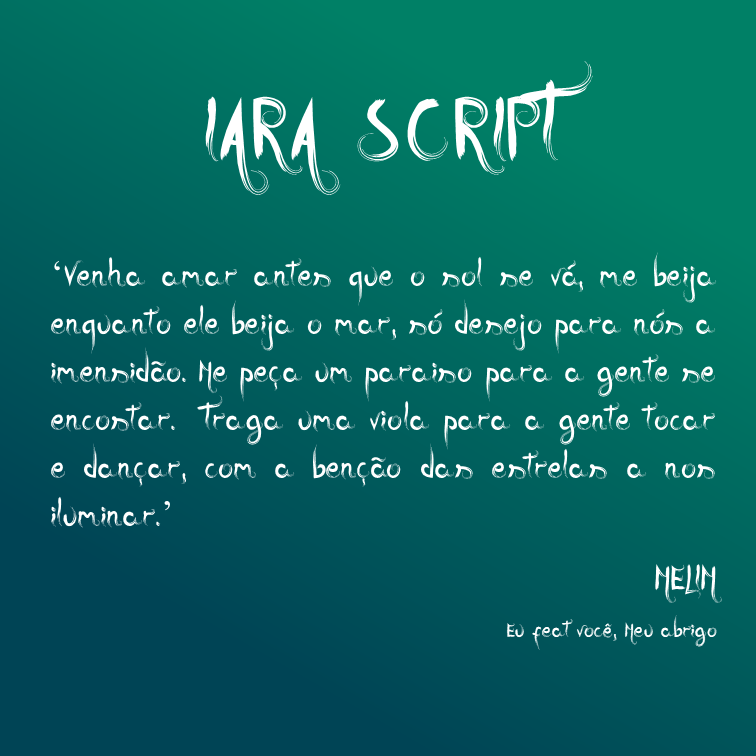 IARA SCRIPT
‘Venha amar antes que o sol se vá, me beija
enquanto ele beija o mar, só desejo para nós a
imensidão. Me peça um paraiso para a gente se
encostar. Traga uma viola para a gente tocar
e dançar, com a benção das estrelas a nos
iluminar.’
MELIM
Eu feat você, Meu abrigo